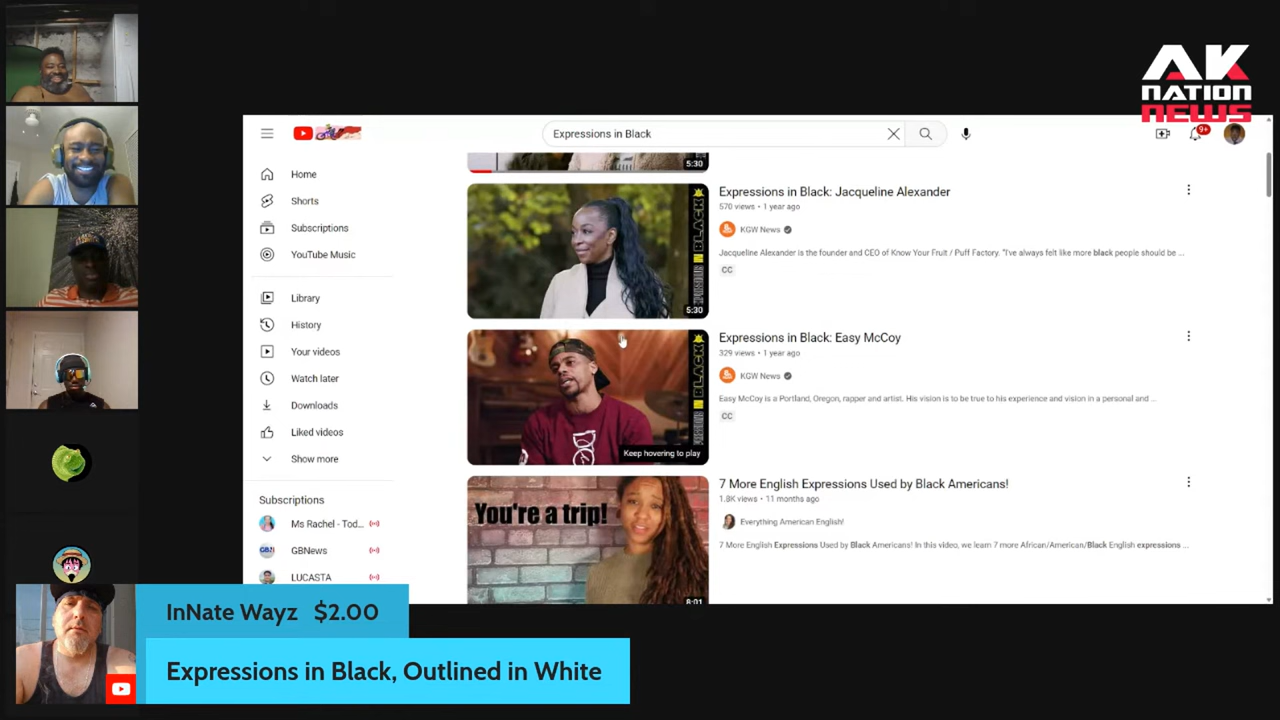 AK
NATION
NEWS
Expressions in Black
9+
Home
Shorts
Subscriptions
YouTube Music
Library
History
Your videos
Watch later
Downloads
Liked videos
Show more
Subscriptions
Ms Rachel - Tod...
GBNews
LUCASTA
5:30
BLACK
5:30
Expressions in Black: Jacqueline Alexander
570 views • 1 year ago
KGW News
Jacqueline Alexander is the founder and CEO of Know Your Fruit / Puff Factory. "I've always felt like more black people should be ...
CC
BLACK
Keep hovering to play
Expressions in Black: Easy McCoy
329 views • 1 year ago
KGW News
Easy McCoy is a Portland, Oregon, rapper and artist. His vision is to be true to his experience and vision in a personal and ...
CC
You're a trip!
8:01
7 More English Expressions Used by Black Americans!
1.8K views • 11 months ago
Everything American English!
7 More English Expressions Used by Black Americans! In this video, we learn 7 more African/American/Black English expressions ...
InNate Wayz $2.00
Expressions in Black, Outlined in White